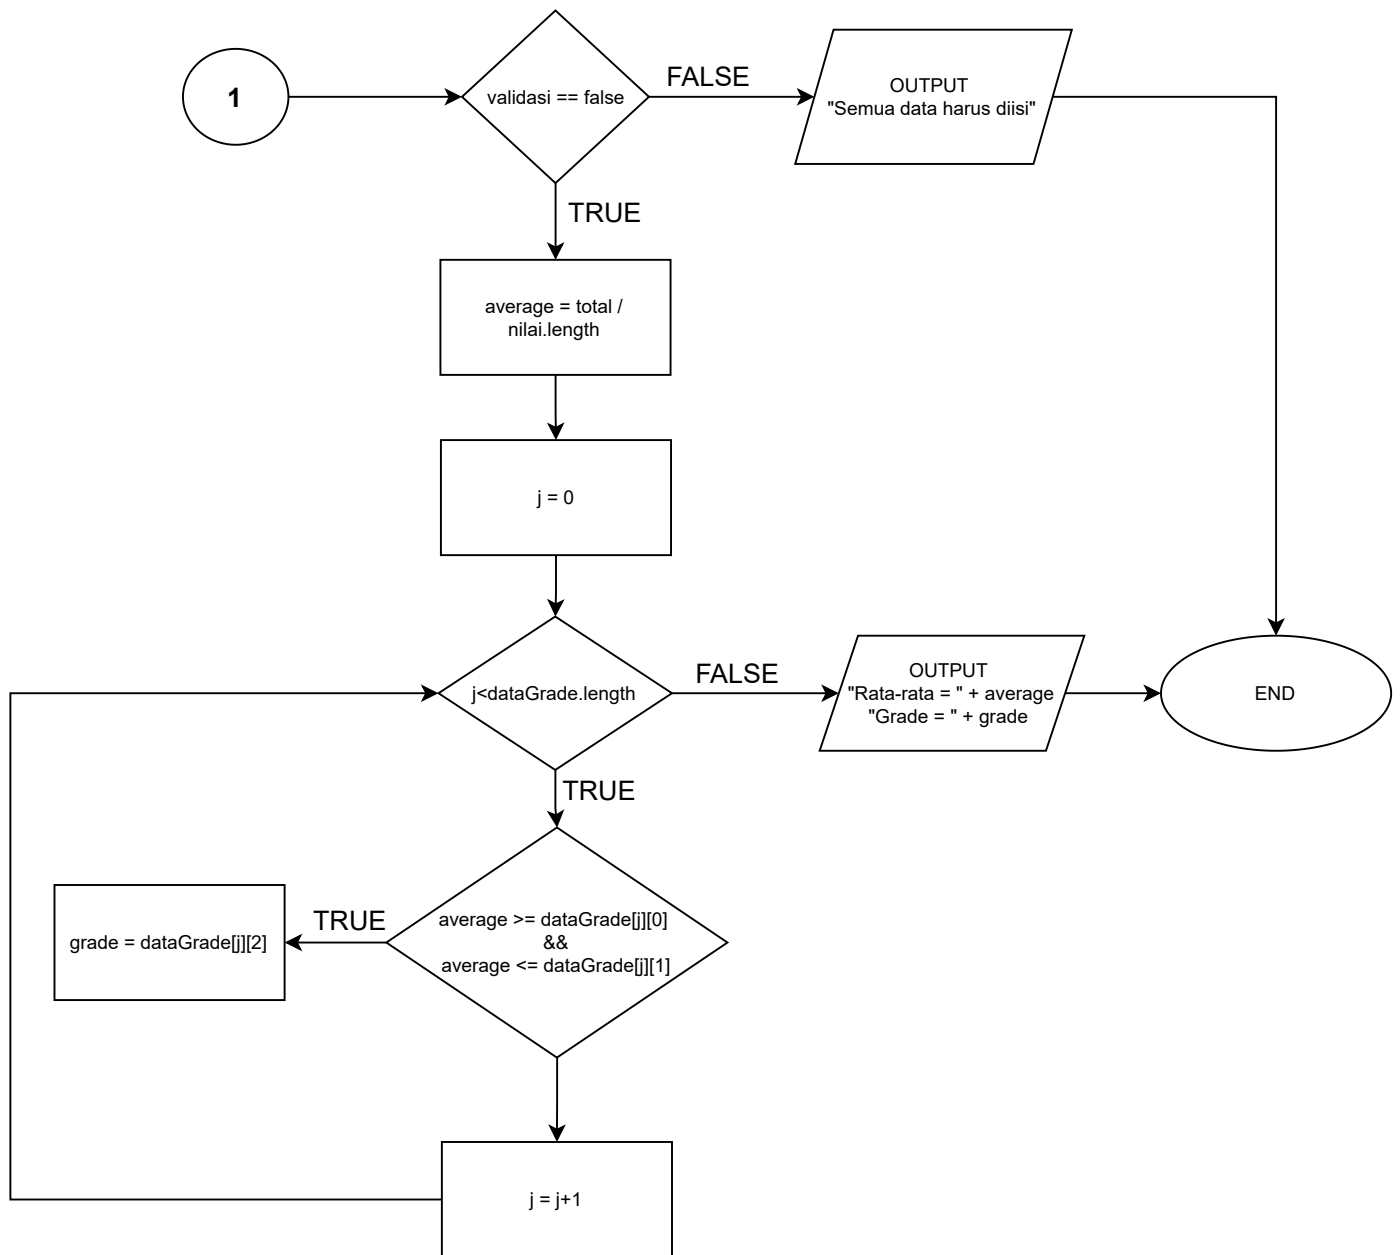 1
validasi == false
FALSE
OUTPUT
"Semua data harus diisi"
TRUE
average = total /
nilai.length
j = 0
j<dataGrade.length
FALSE
OUTPUT
"Rata-rata = " + average
"Grade = " + grade
END
TRUE
average >= dataGrade[j][0]
&&
average <= dataGrade[j][1]
TRUE
grade = dataGrade[j][2]
j = j+1